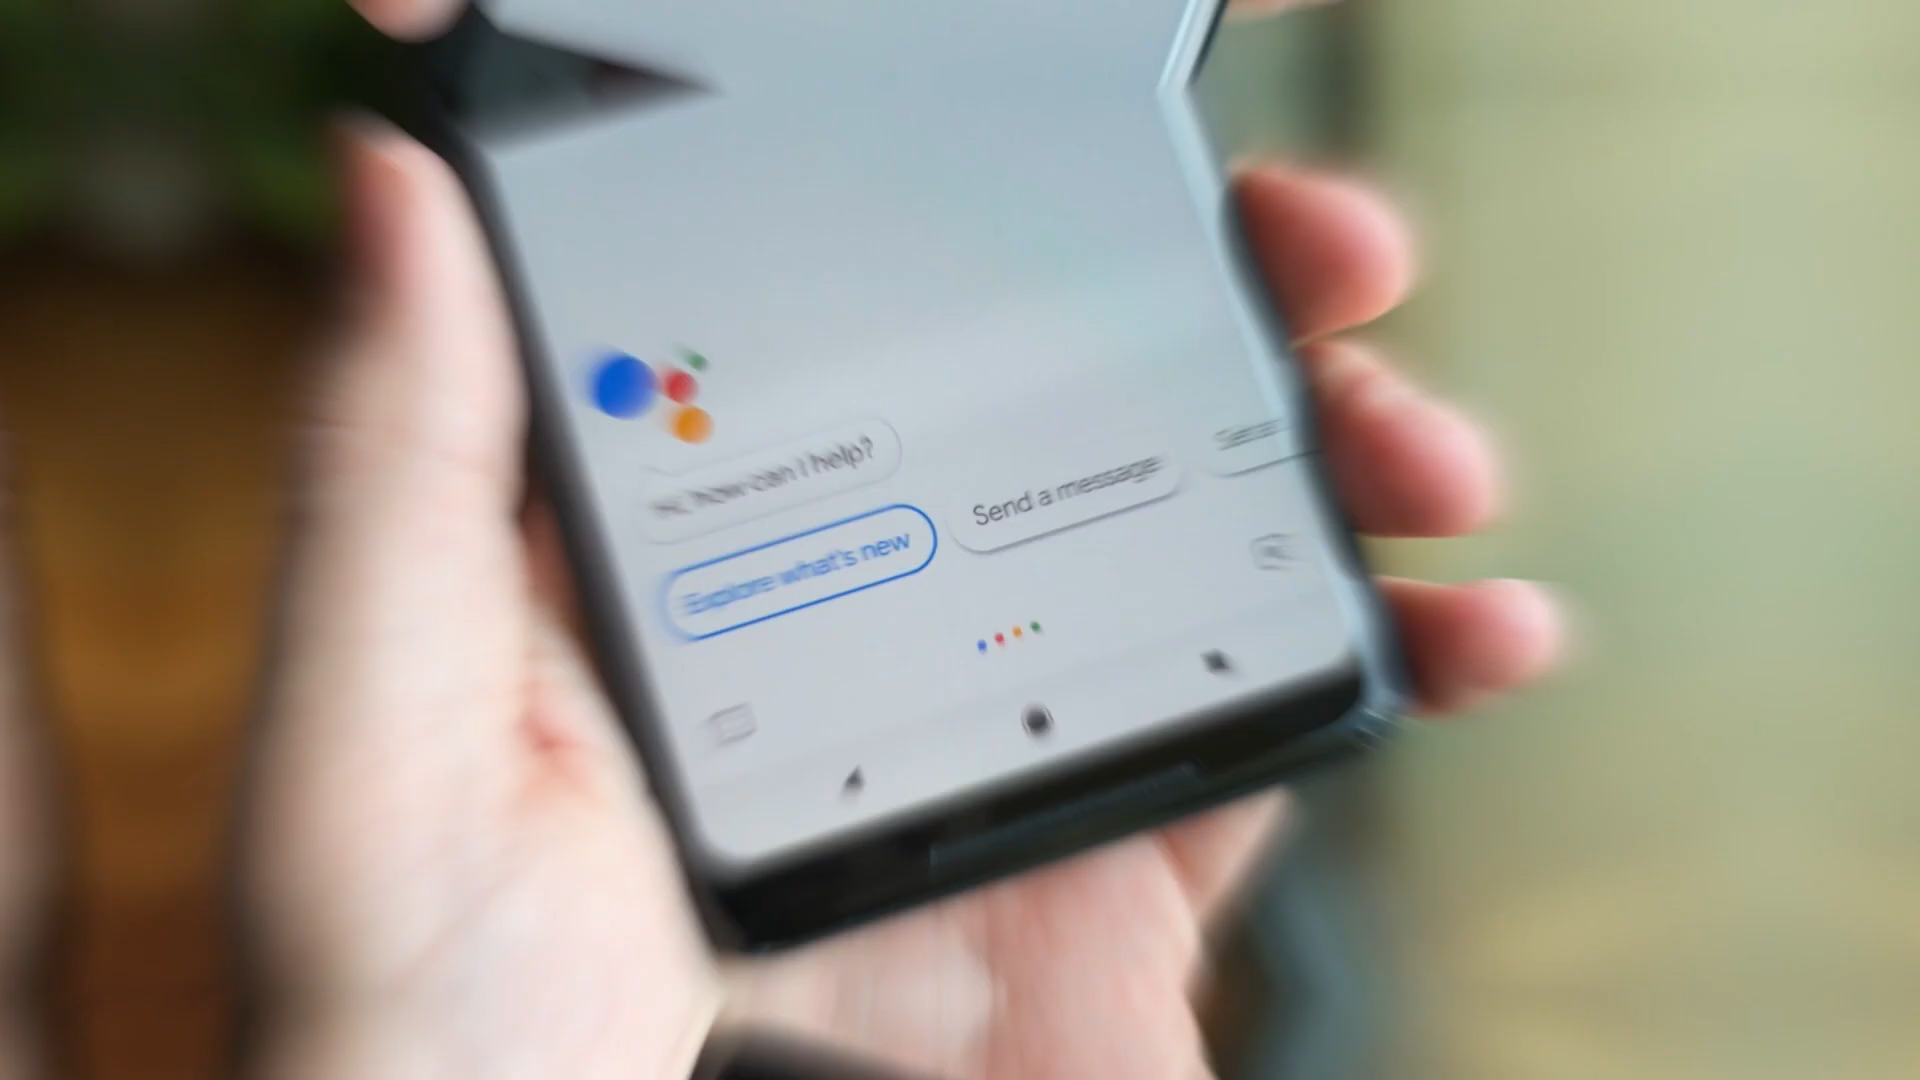 Hi, how can I help?
Explore what's new
Send a message